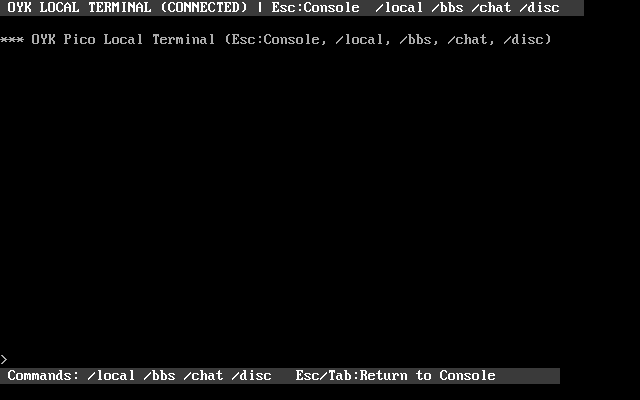 OYK LOCAL TERMINAL (CONNECTED) | Esc:Console  /local /bbs /chat /disc
*** OYK Pico Local Terminal (Esc:Console, /local, /bbs, /chat, /disc)
>
Commands: /local /bbs /chat /disc   Esc/Tab:Return to Console